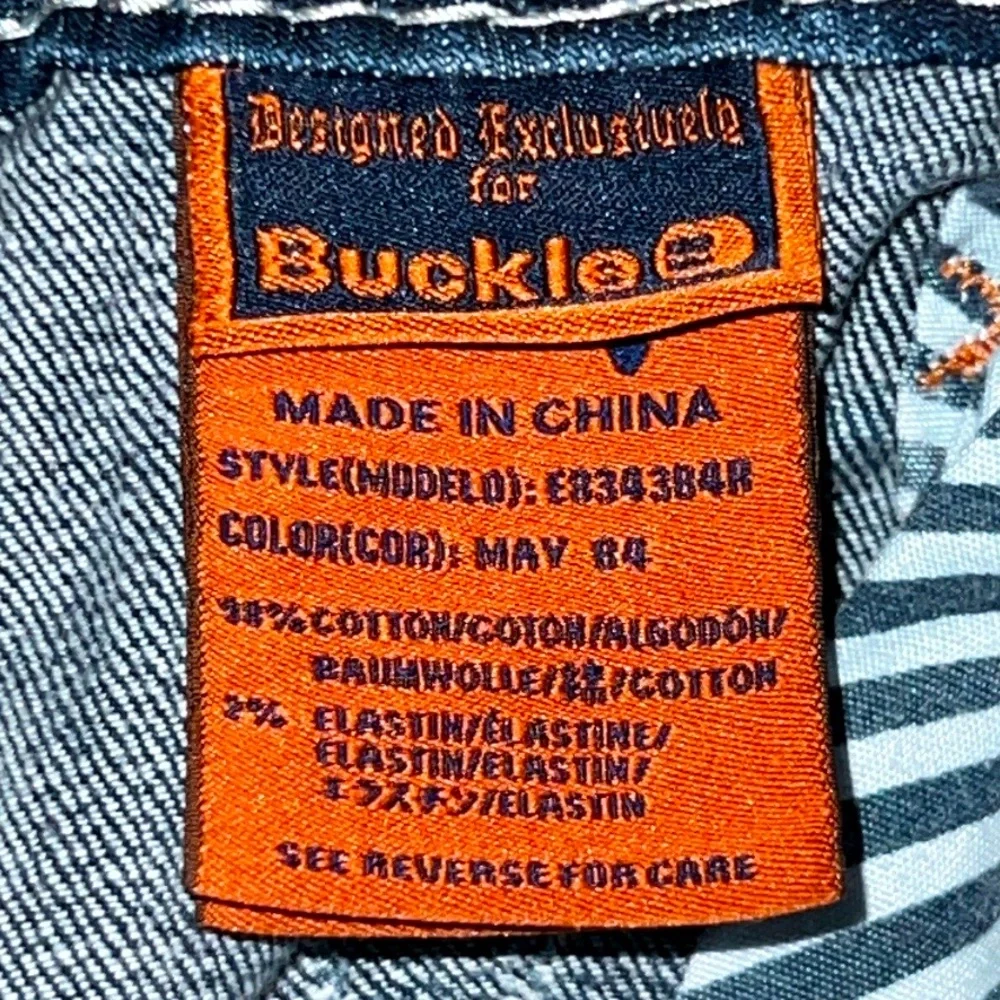 Designed Exclusively
for
Buckle
MADE IN CHINA
STYLE(MODELO): E834384R
COLOR(COR): MAY 84
98%COTTON/COTON/ALGODÓN/
BAUMWOLLE/綿/COTTON
2% ELASTIN/ÉLASTINE/
ELASTIN/ELASTIN/
エラスチン/ELASTIN
SEE REVERSE FOR CARE